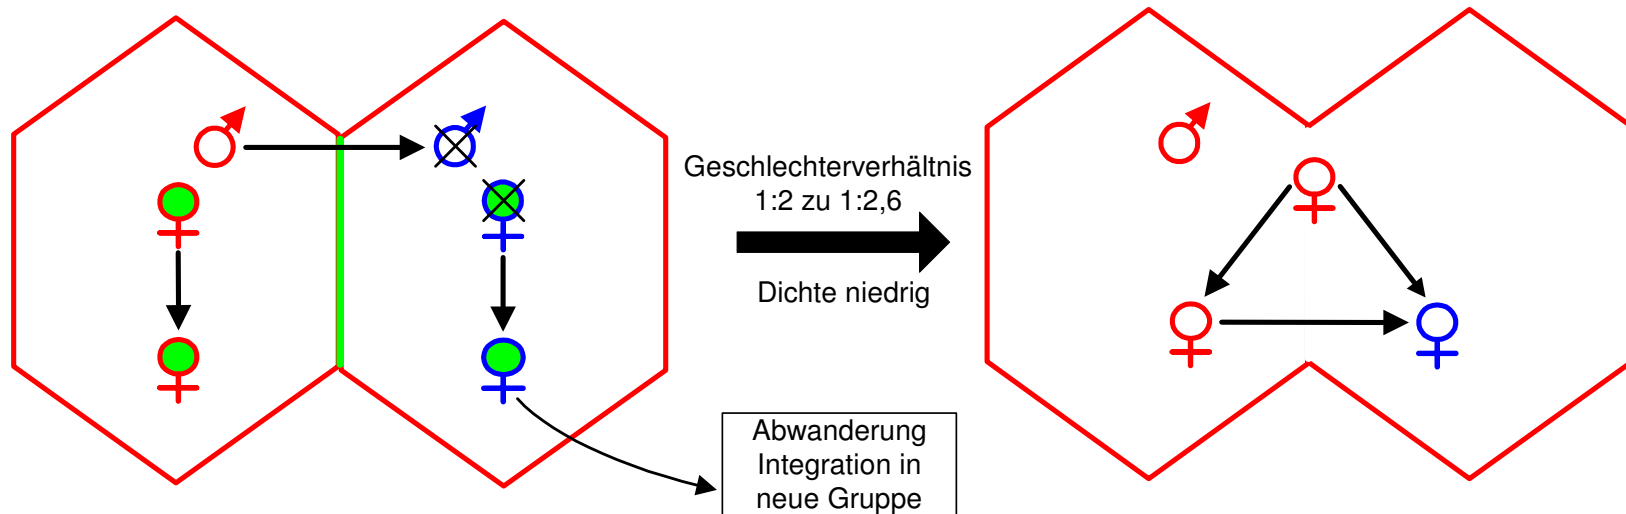 Geschlechterverhältnis
1:2 zu 1:2,6
Dichte niedrig
Abwanderung
Integration in
neue Gruppe